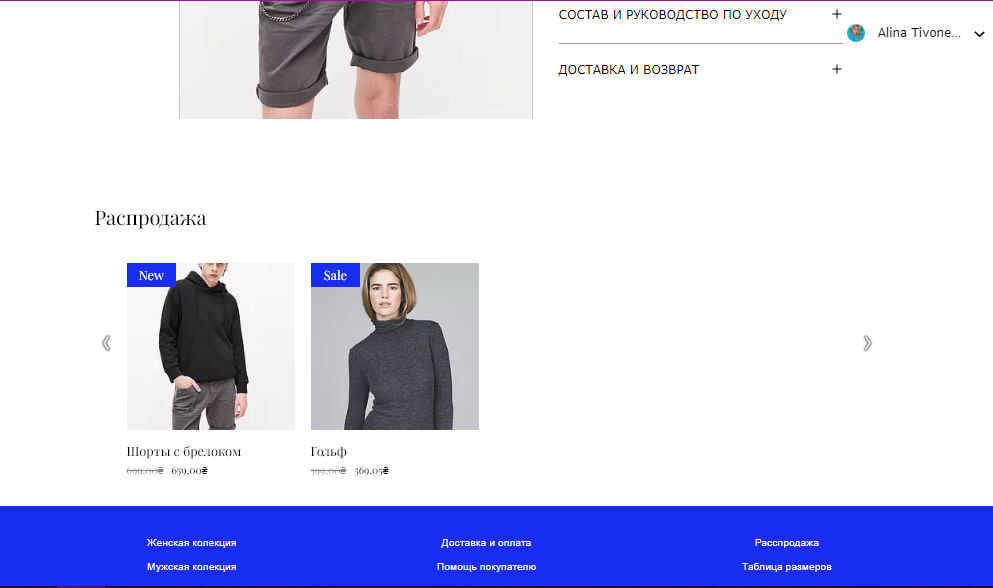 СОСТАВ И РУКОВОДСТВО ПО УХОДУ +
Alina Tivone...
ДОСТАВКА И ВОЗВРАТ +
Распродажа
New
Sale
Шорты с брелоком
Гольф
699,00₴ 659,00₴
599,00₴ 569,05₴
Женская колекция
Доставка и оплата
Расспродажа
Мужская колекция
Помощь покупателю
Таблица размеров